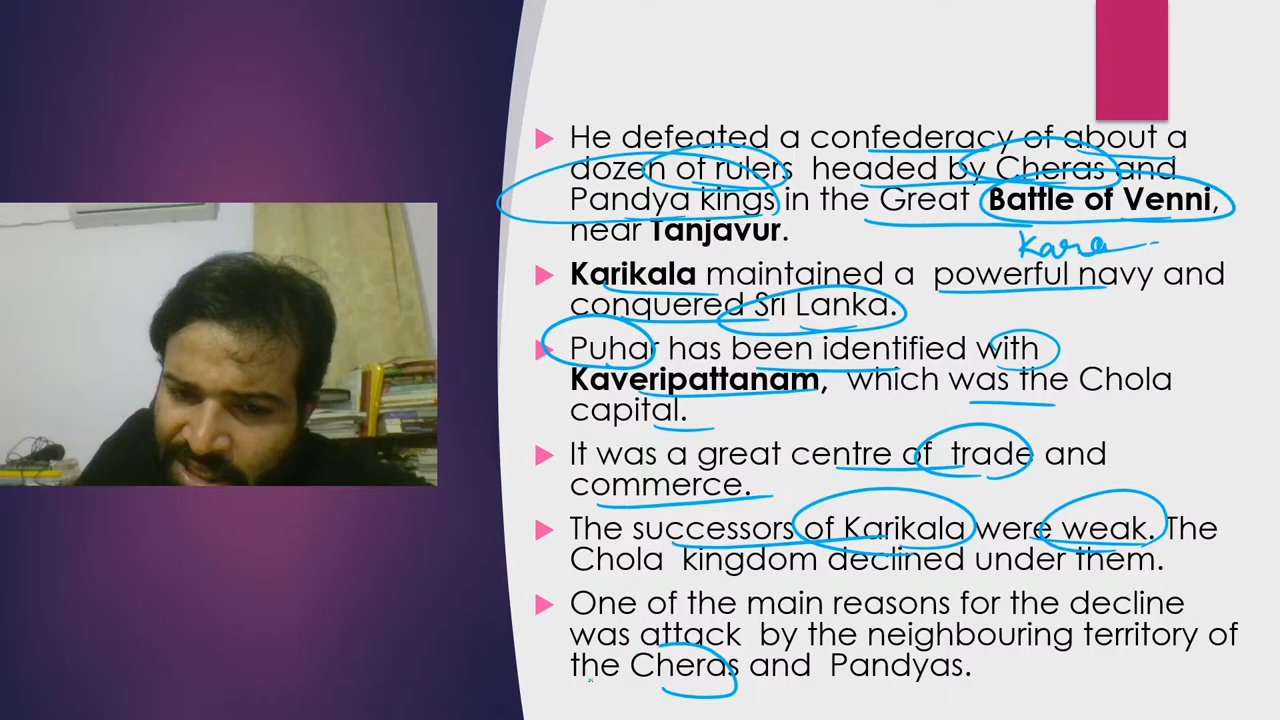 He defeated a confederacy of about a
dozen of rulers headed by Cheras and
Pandya kings in the Great Battle of Venni,
near Tanjavur.
Karikala maintained a powerful navy and
conquered Sri Lanka.
Puhar has been identified with
Kaveripattanam, which was the Chola
capital.
It was a great centre of trade and
commerce.
The successors of Karikala were weak. The
Chola kingdom declined under them.
One of the main reasons for the decline
was attack by the neighbouring territory of
the Cheras and Pandyas.